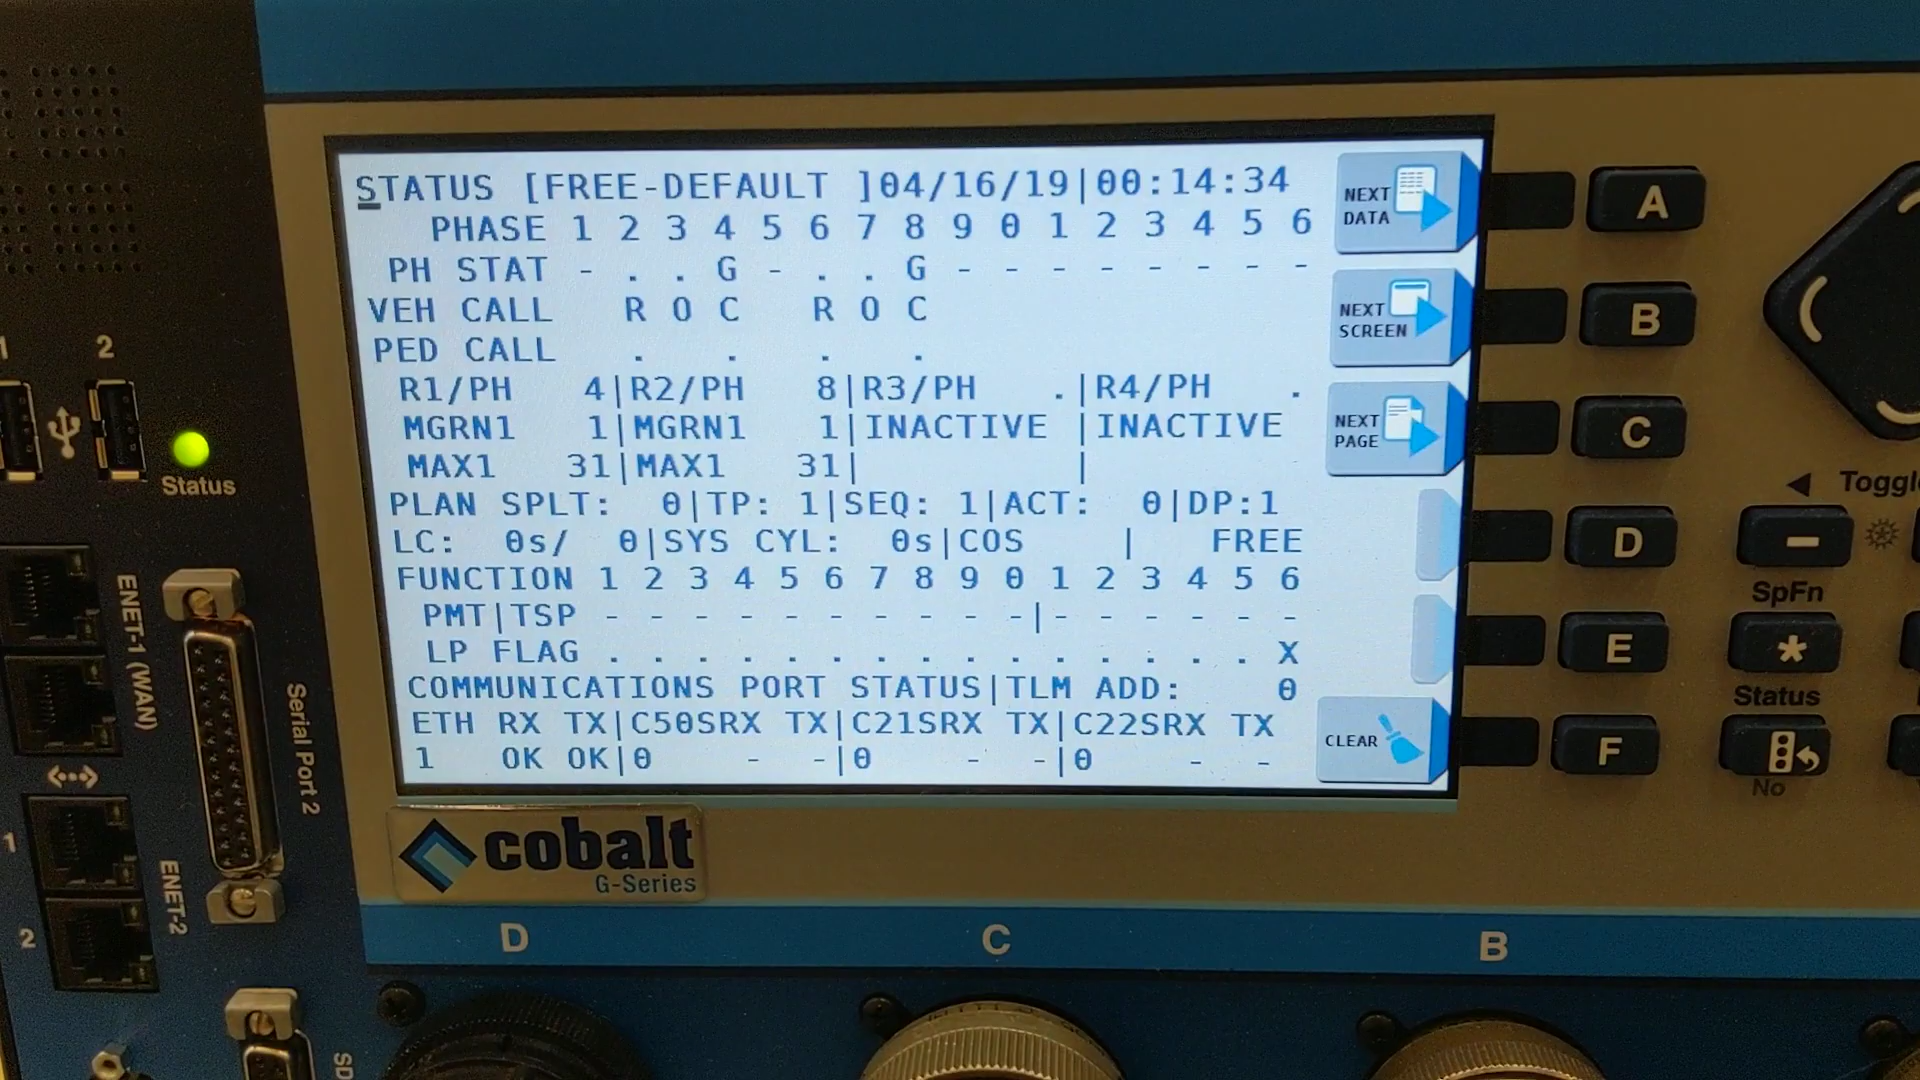 STATUS [FREE-DEFAULT ]04/16/19|00:14:34
PHASE 1 2 3 4 5 6 7 8 9 0 1 2 3 4 5 6
PH STAT - . . G - . . G - - - - - - - -
VEH CALL R O C R O C
PED CALL . . . .
R1/PH 4|R2/PH 8|R3/PH .|R4/PH .
MGRN1 1|MGRN1 1|INACTIVE |INACTIVE
MAX1 31|MAX1 31| |
PLAN SPLT: 0|TP: 1|SEQ: 1|ACT: 0|DP:1
LC: 0s/ 0|SYS CYL: 0s|COS | FREE
FUNCTION 1 2 3 4 5 6 7 8 9 0 1 2 3 4 5 6
PMT|TSP - - - - - - - - - -|- - - - - -
LP FLAG . . . . . . . . . . . . . . . X
COMMUNICATIONS PORT STATUS|TLM ADD: 0
ETH RX TX|C50SRX TX|C21SRX TX|C22SRX TX
1 OK OK|0 - -|0 - -|0 - -
NEXT DATA
NEXT SCREEN
NEXT PAGE
CLEAR
A
B
C
D
E
F
Toggle
SpFn
*
Status
No
1 2
Status
ENET-1 (WAN)
Serial Port 2
1
2
ENET-2
SD
cobalt
G-Series
D C B